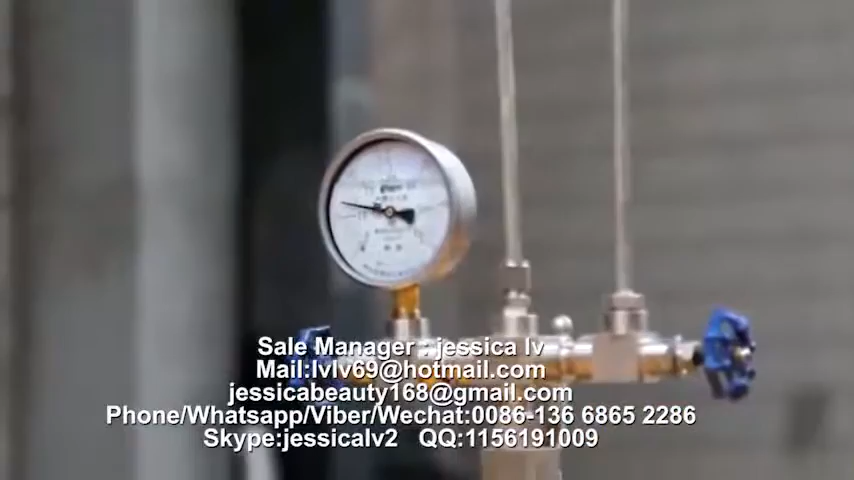 Sale Manager : jessica lv
Mail:lvlv69@hotmail.com
jessicabeauty168@gmail.com
Phone/Whatsapp/Viber/Wechat:0086-136 6865 2286
Skype:jessicalv2 QQ:1156191009